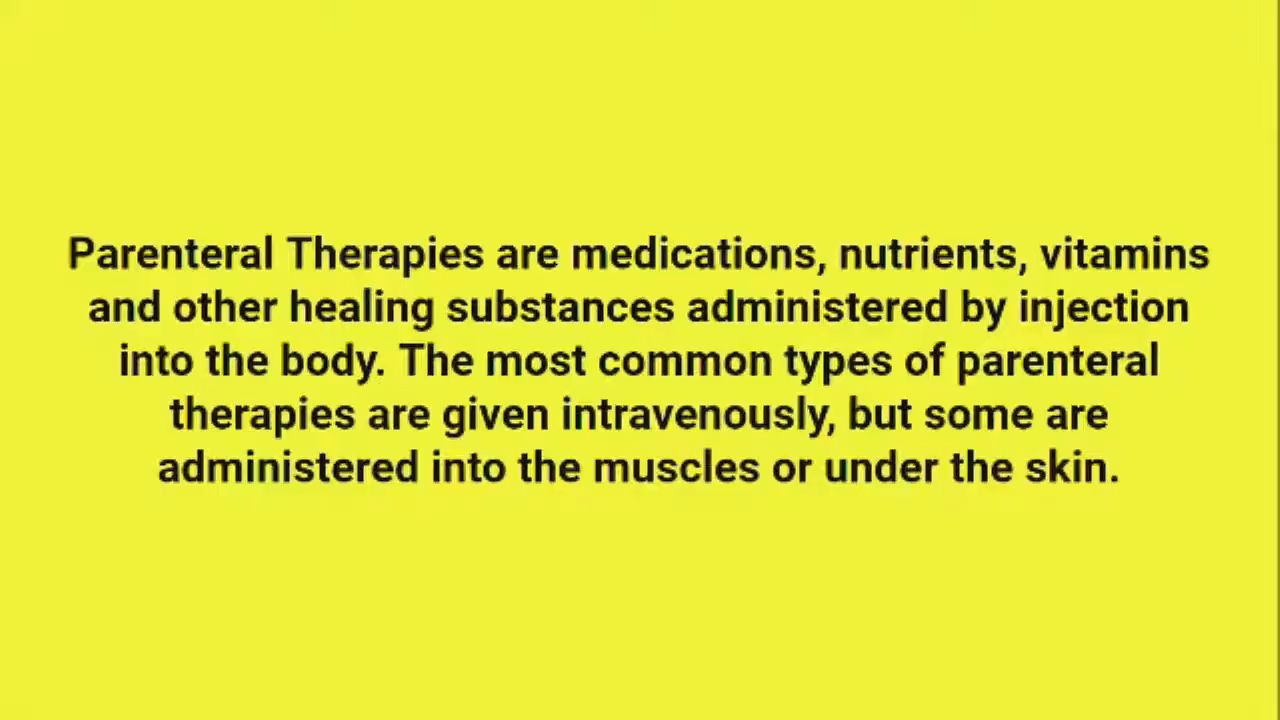 Parenteral Therapies are medications, nutrients, vitamins
and other healing substances administered by injection
into the body. The most common types of parenteral
therapies are given intravenously, but some are
administered into the muscles or under the skin.